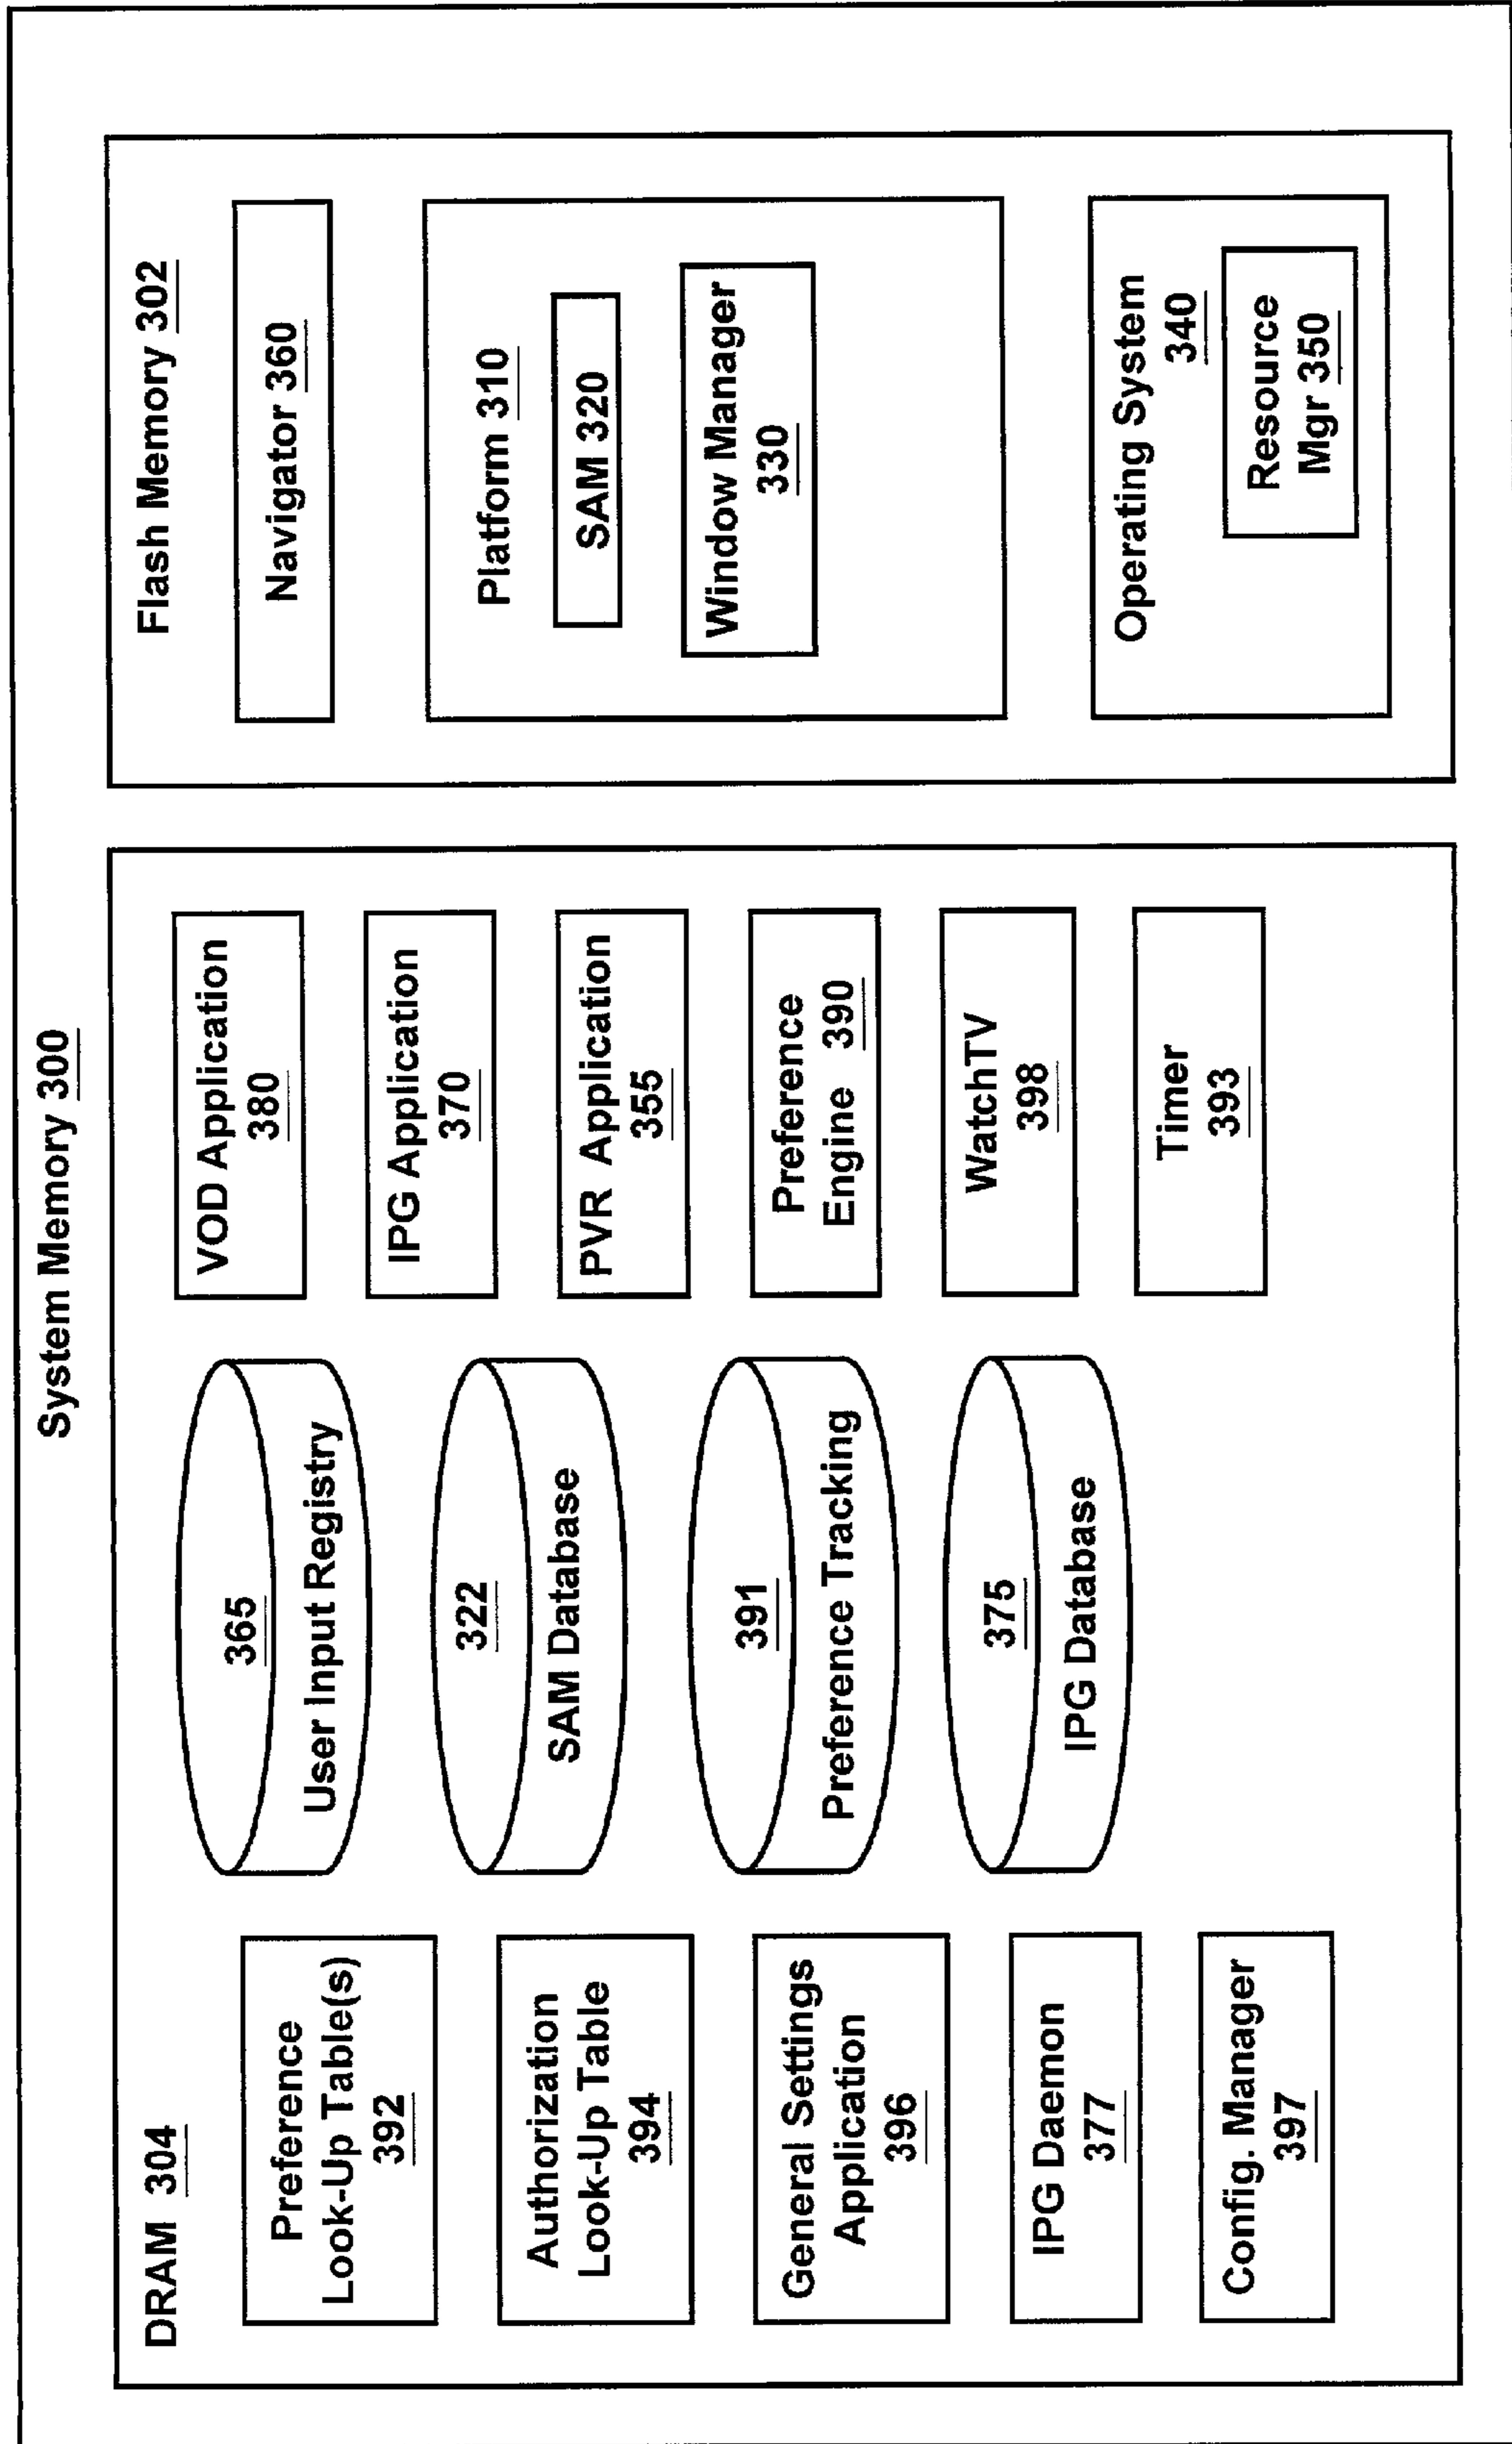 System Memory 300
DRAM 304
Preference
Look-Up Table(s)
392
Authorization
Look-Up Table
394
General Settings
Application
396
IPG Daemon
377
Config. Manager
397
365
User Input Registry
322
SAM Database
391
Preference Tracking
375
IPG Database
VOD Application
380
IPG Application
370
PVR Application
355
Preference
Engine 390
WatchTV
398
Timer
393
Flash Memory 302
Navigator 360
Platform 310
SAM 320
Window Manager
330
Operating System
340
Resource
Mgr 350